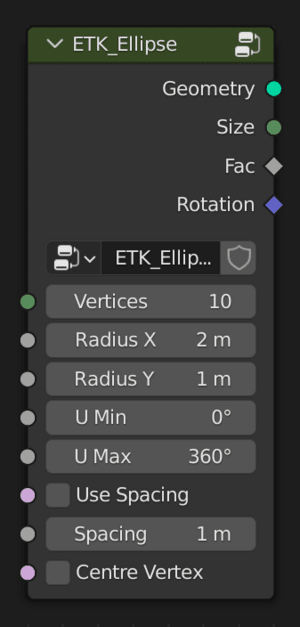 ETK_Ellipse
Geometry
Size
Fac
Rotation
ETK_Ellip...
Vertices 10
Radius X 2 m
Radius Y 1 m
U Min 0°
U Max 360°
Use Spacing
Spacing 1 m
Centre Vertex